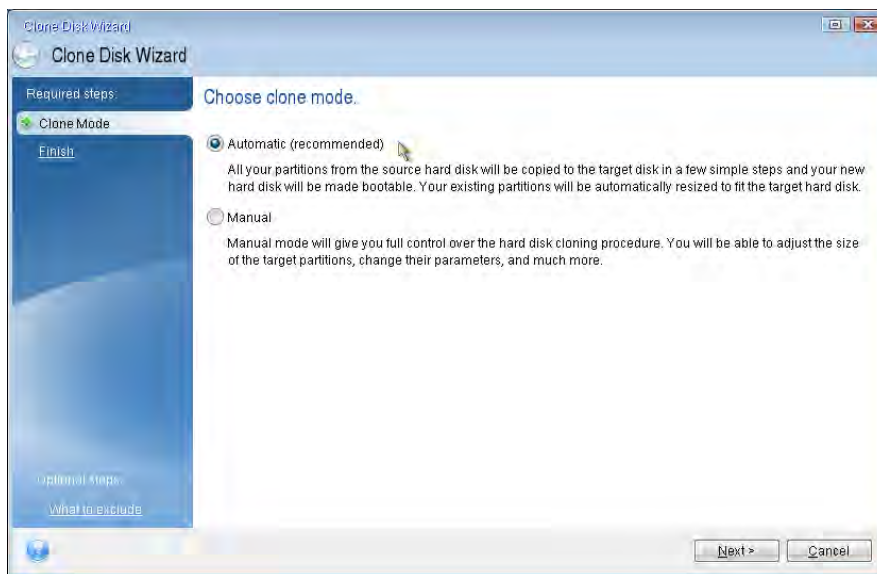 Clone Disk Wizard
Clone Disk Wizard
Required steps:
Clone Mode
Finish
Choose clone mode.
Automatic (recommended)
All your partitions from the source hard disk will be copied to the target disk in a few simple steps and your new
hard disk will be made bootable. Your existing partitions will be automatically resized to fit the target hard disk.
Manual
Manual mode will give you full control over the hard disk cloning procedure. You will be able to adjust the size
of the target partitions, change their parameters, and much more.
Optional steps:
What to exclude
Next >
Cancel